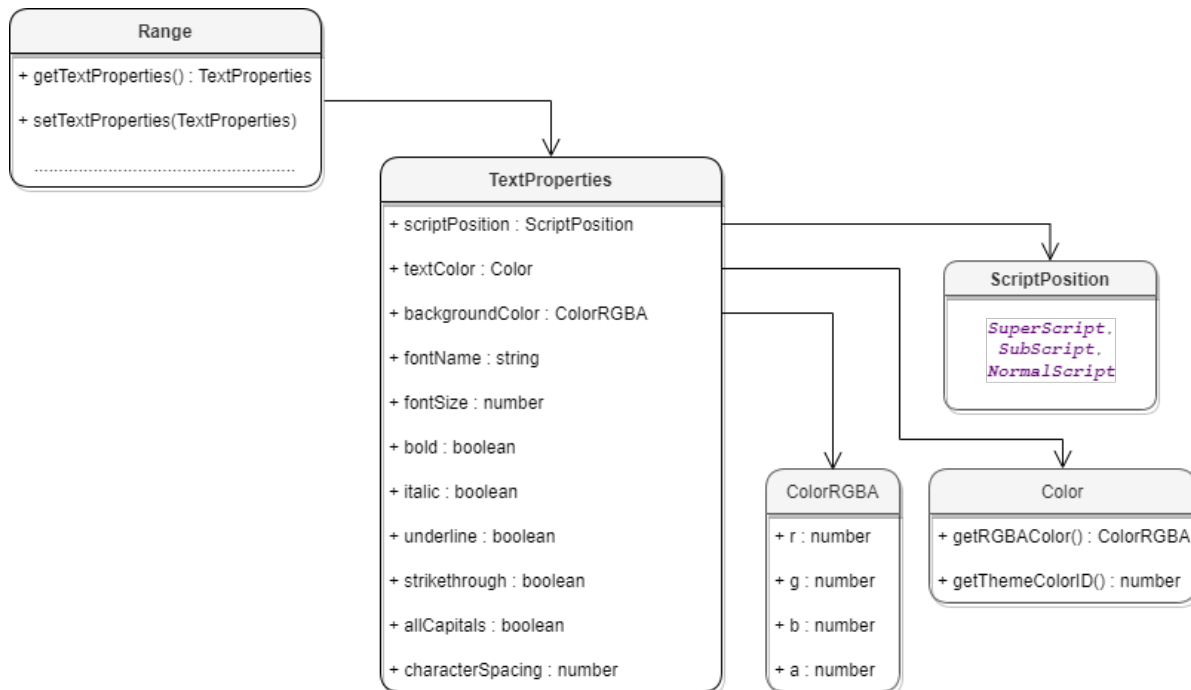 Range
+ getTextProperties() : TextProperties
+ setTextProperties(TextProperties)
TextProperties
+ scriptPosition : ScriptPosition
+ textColor : Color
+ backgroundColor : ColorRGBA
+ fontName : string
+ fontSize : number
+ bold : boolean
+ italic : boolean
+ underline : boolean
+ strikethrough : boolean
+ allCapitals : boolean
+ characterSpacing : number
ScriptPosition
SuperScript,
SubScript,
NormalScript
ColorRGBA
+ r : number
+ g : number
+ b : number
+ a : number
Color
+ getRGBAColor() : ColorRGBA
+ getThemeColorID() : number